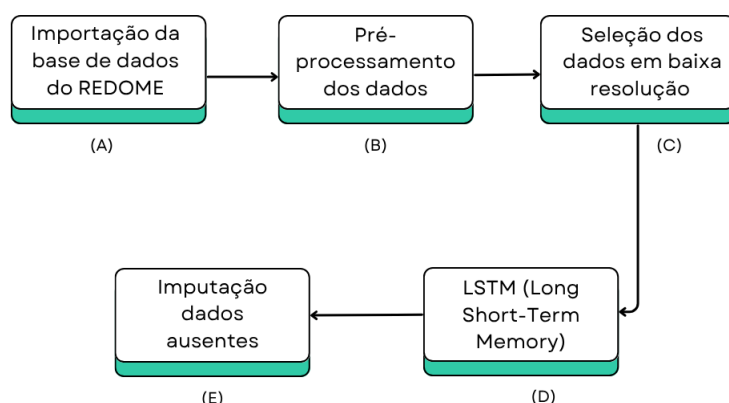 Importação da
base de dados
do REDOME
(A)
Pré-
processamento
dos dados
(B)
Seleção dos
dados em baixa
resolução
(C)
LSTM (Long
Short-Term
Memory)
(D)
Imputação
dados
ausentes
(E)